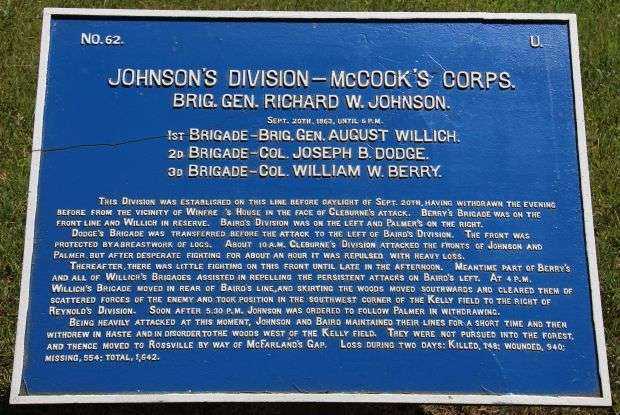 No. 62. U.
JOHNSON'S DIVISION – McCOOK'S CORPS.
BRIG. GEN. RICHARD W. JOHNSON.
SEPT. 20TH, 1863, UNTIL 6 P.M.
1ST BRIGADE – BRIG. GEN. AUGUST WILLICH.
2D BRIGADE – COL. JOSEPH B. DODGE.
3D BRIGADE – COL. WILLIAM W. BERRY.
THIS DIVISION WAS ESTABLISHED ON THIS LINE BEFORE DAYLIGHT OF SEPT. 20TH, HAVING WITHDRAWN THE EVENING
BEFORE FROM THE VICINITY OF WINFRE 'S HOUSE IN THE FACE OF CLEBURNE'S ATTACK. BERRY'S BRIGADE WAS ON THE
FRONT LINE AND WILLICH IN RESERVE. BAIRD'S DIVISION WAS ON THE LEFT AND PALMER'S ON THE RIGHT.
DODGE'S BRIGADE WAS TRANSFERRED BEFORE THE ATTACK TO THE LEFT OF BAIRD'S DIVISION. THE FRONT WAS
PROTECTED BY A BREASTWORK OF LOGS. ABOUT 10 A.M. CLEBURNE'S DIVISION ATTACKED THE FRONTS OF JOHNSON AND
PALMER BUT AFTER DESPERATE FIGHTING FOR ABOUT AN HOUR IT WAS REPULSED WITH HEAVY LOSS.
THEREAFTER, THERE WAS LITTLE FIGHTING ON THIS FRONT UNTIL LATE IN THE AFTERNOON. MEANTIME PART OF BERRY'S
AND ALL OF WILLICH'S BRIGADES ASSISTED IN REPELLING THE PERSISTENT ATTACKS ON BAIRD'S LEFT. AT 4 P.M.
WILLICH'S BRIGADE MOVED IN REAR OF BAIRD'S LINE, AND SKIRTING THE WOODS MOVED SOUTHWARDS AND CLEARED THEM OF
SCATTERED FORCES OF THE ENEMY AND TOOK POSITION IN THE SOUTHWEST CORNER OF THE KELLY FIELD TO THE RIGHT OF
REYNOLD'S DIVISION. SOON AFTER 5.30 P.M. JOHNSON WAS ORDERED TO FOLLOW PALMER IN WITHDRAWING.
BEING HEAVILY ATTACKED AT THIS MOMENT, JOHNSON AND BAIRD MAINTAINED THEIR LINES FOR A SHORT TIME AND THEN
WITHDREW IN HASTE AND IN DISORDER TO THE WOODS WEST OF THE KELLY FIELD. THEY WERE NOT PURSUED INTO THE FOREST,
AND THENCE MOVED TO ROSSVILLE BY WAY OF McFARLAND'S GAP. LOSS DURING TWO DAYS: KILLED, 148; WOUNDED, 940;
MISSING, 554; TOTAL, 1,642.